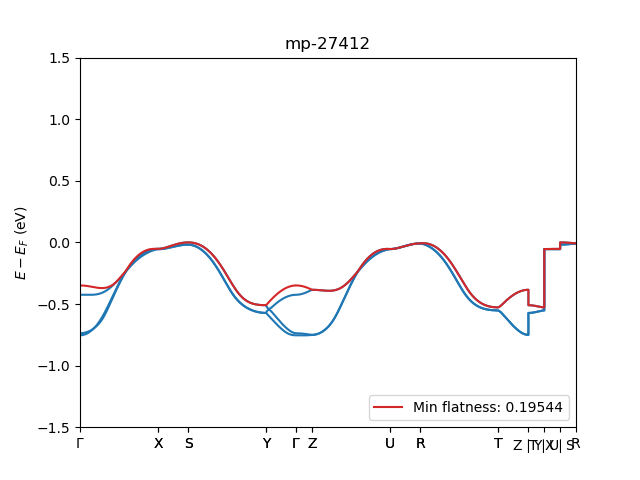 mp-27412
E − E_F (eV)
1.5
1.0
0.5
0.0
−0.5
−1.0
−1.5
Min flatness: 0.19544
Γ X S Y Γ Z U R T Z | T Y | X U | S R